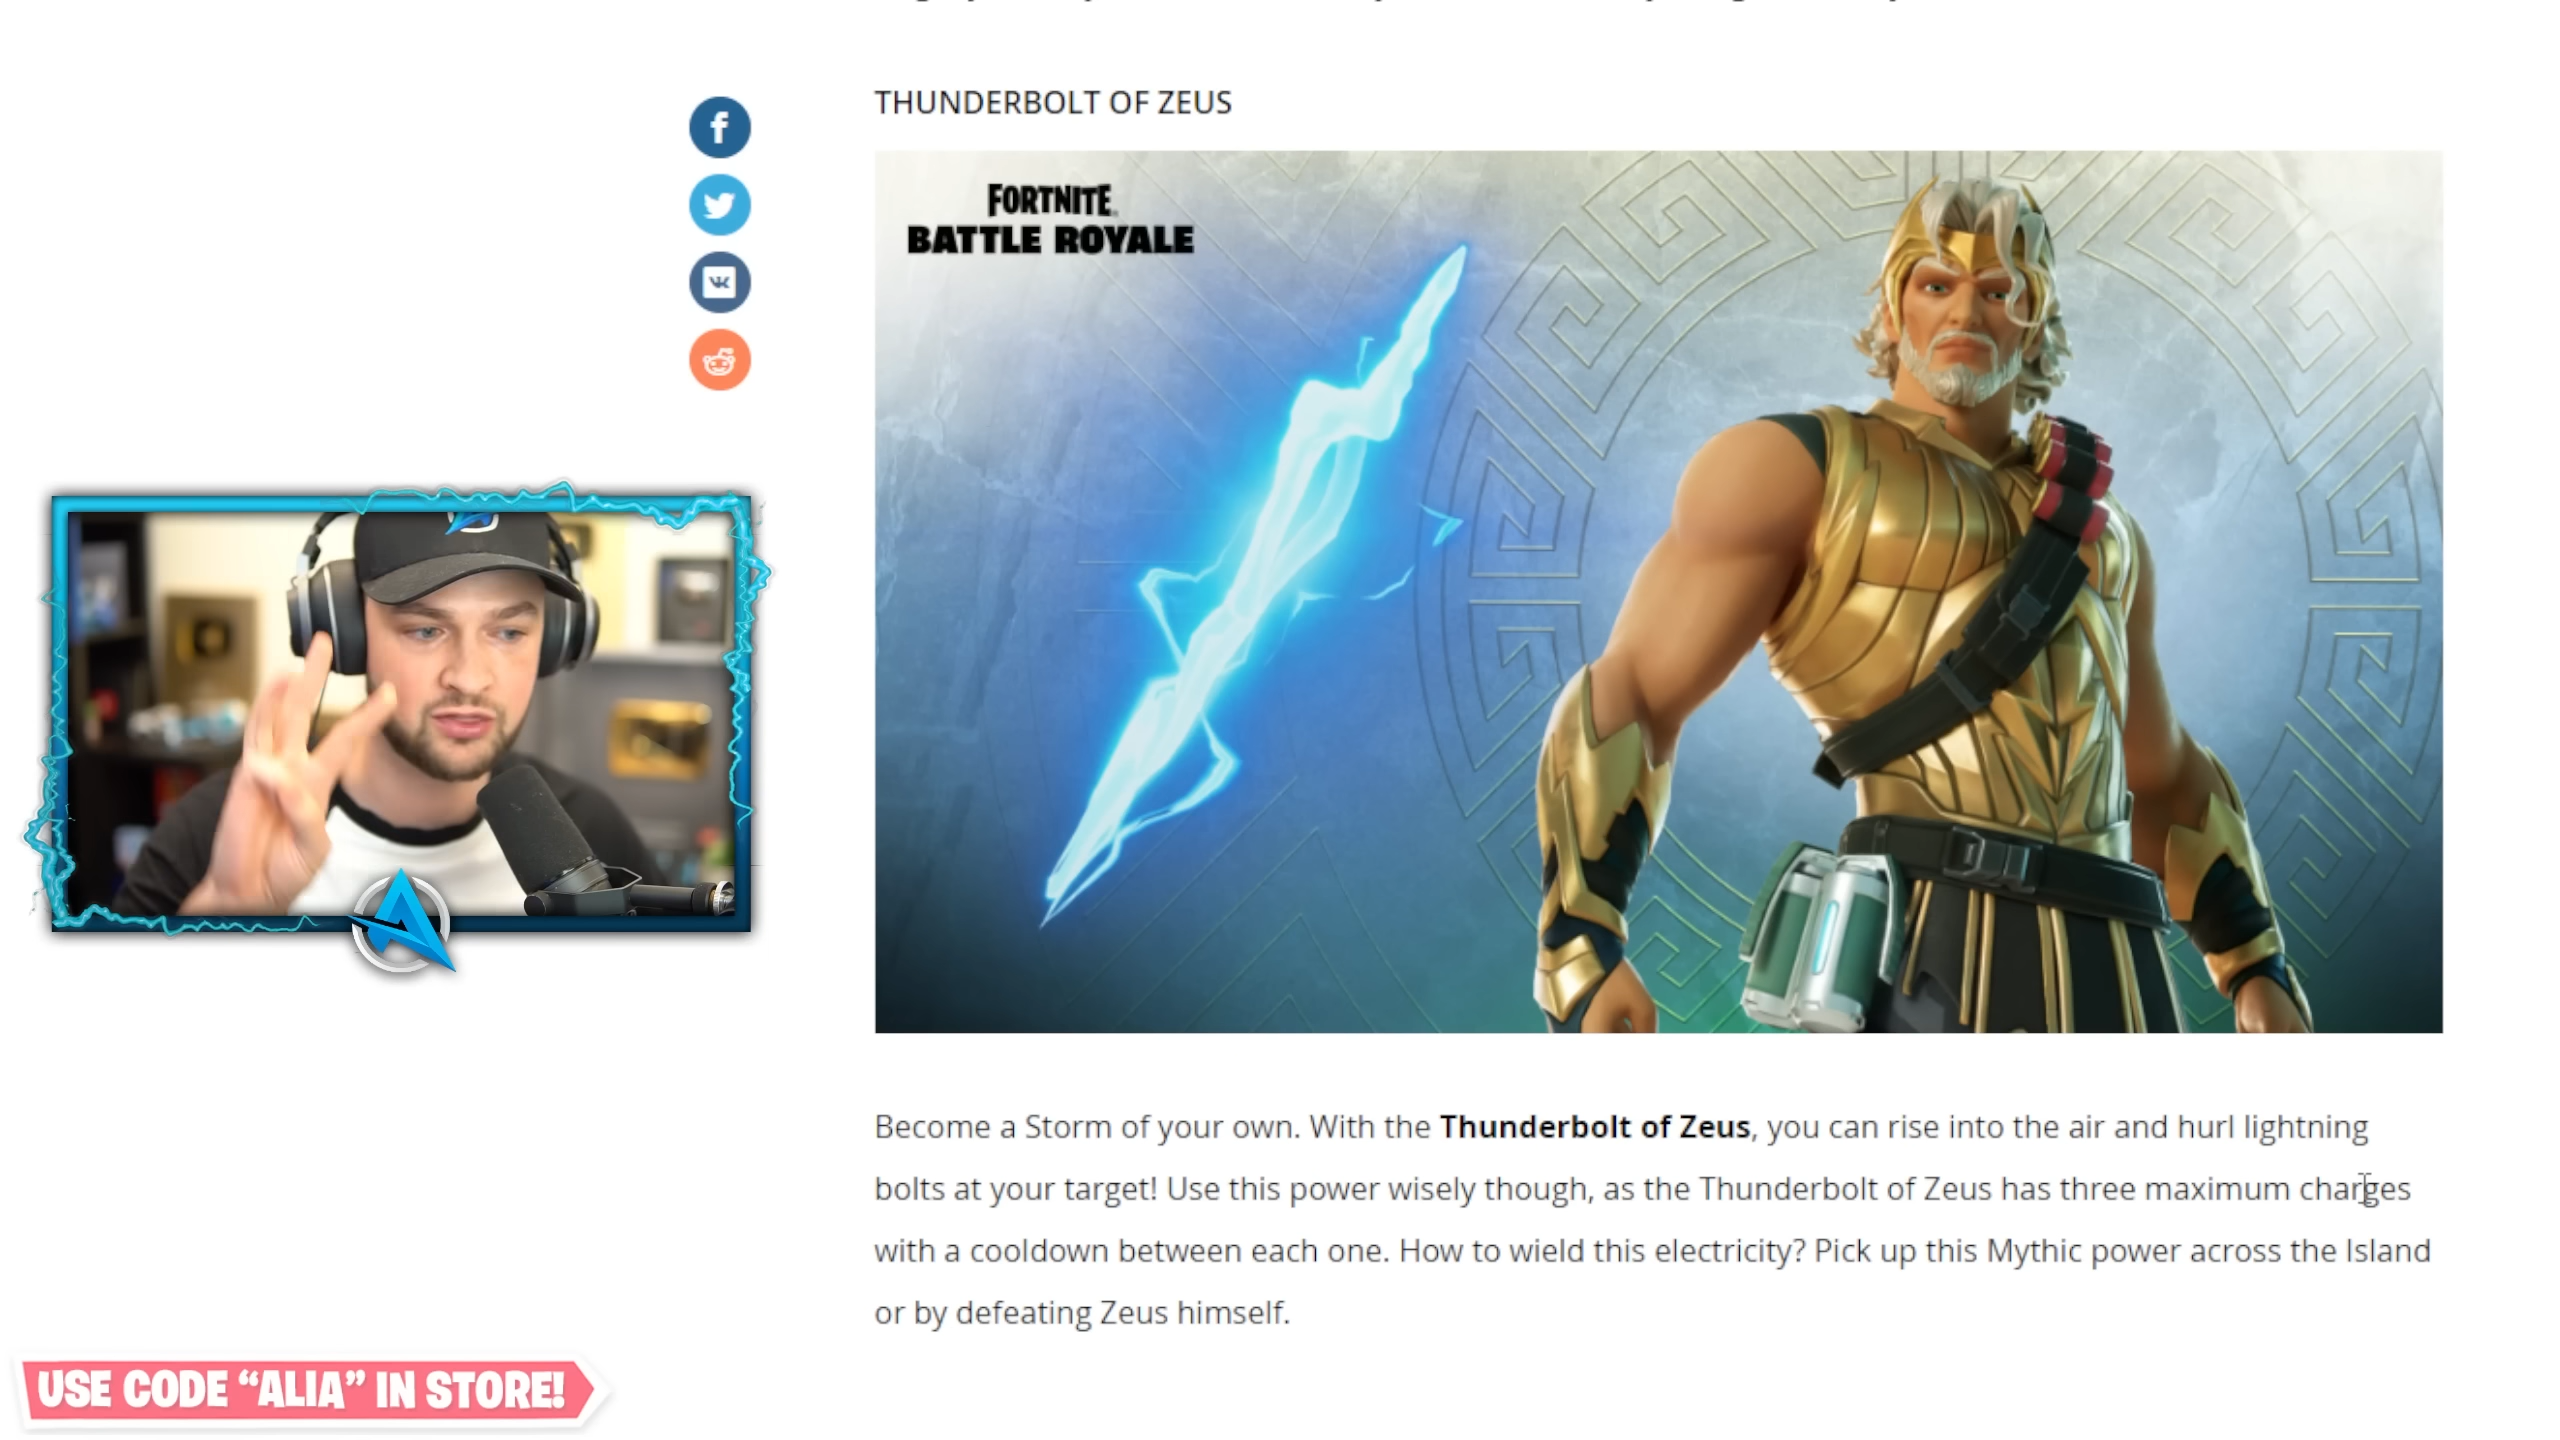 THUNDERBOLT OF ZEUS
FORTNITE
BATTLE ROYALE
Become a Storm of your own. With the Thunderbolt of Zeus, you can rise into the air and hurl lightning
bolts at your target! Use this power wisely though, as the Thunderbolt of Zeus has three maximum charges
with a cooldown between each one. How to wield this electricity? Pick up this Mythic power across the Island
or by defeating Zeus himself.
USE CODE “ALIA” IN STORE!